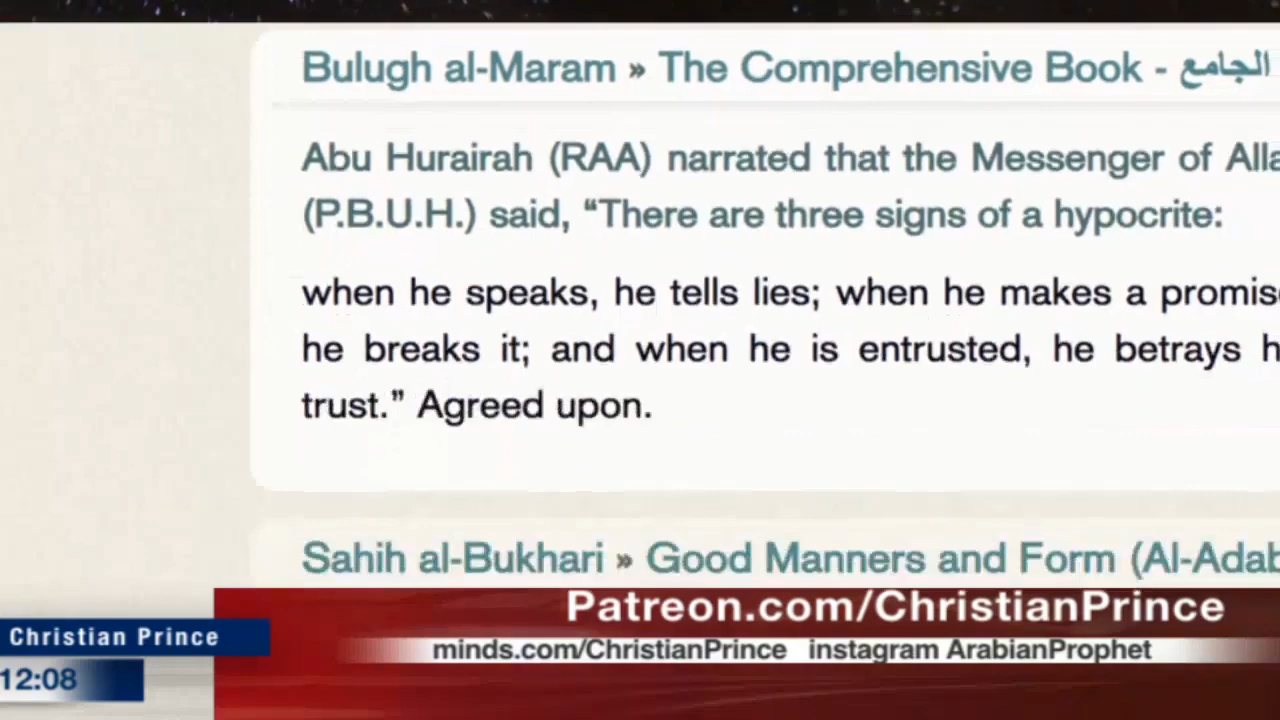 Bulugh al-Maram » The Comprehensive Book - الجامع
Abu Hurairah (RAA) narrated that the Messenger of
(P.B.U.H.) said, “There are three signs of a hypocrite:
when he speaks, he tells lies; when he makes a
he breaks it; and when he is entrusted, he betrays
trust.” Agreed upon.
Sahih al-Bukhari » Good Manners and Form (Al-Adab
Patreon.com/ChristianPrince
Christian Prince
minds.com/ChristianPrince instagram ArabianProphet
12:08